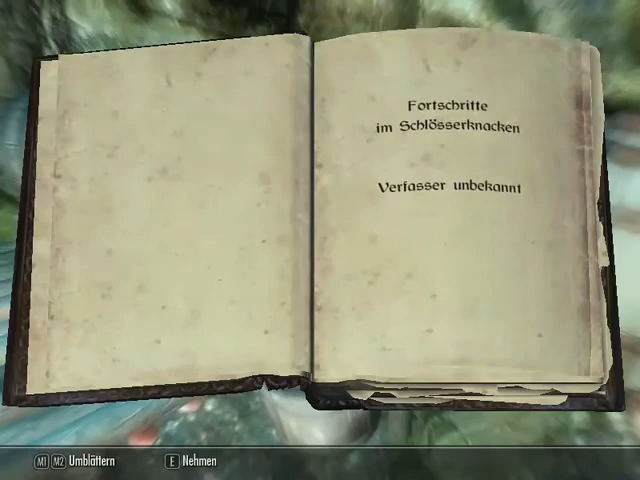 Fortschritte
im Schlösserknacken
Verfasser unbekannt
M1 M2 Umblättern E Nehmen